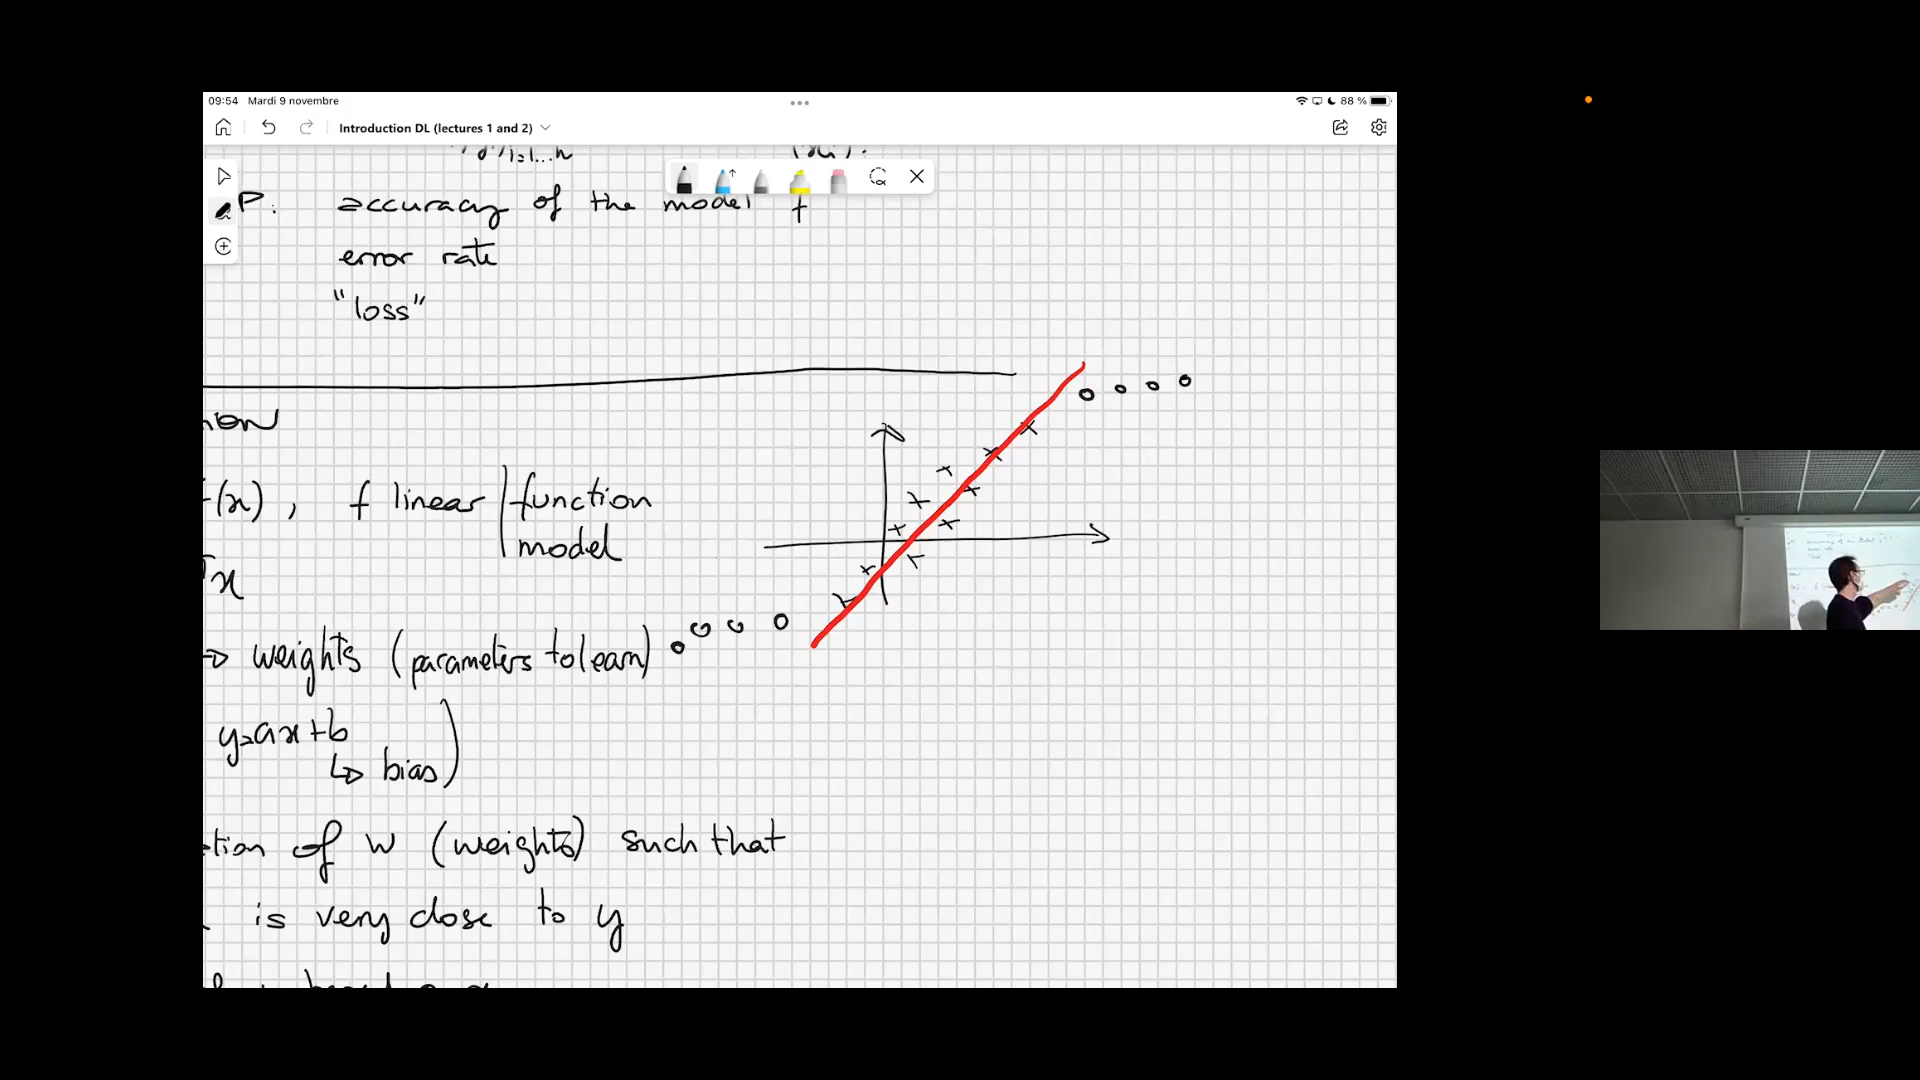 09:54 Mardi 9 novembre
88 %
Introduction DL (lectures 1 and 2)
i=1...n
P: accuracy of the model f
error rate
"loss"
f(x), f linear function
model
x
→ weights (parameters to learn)
y=ax+b
↳ bias)
of w (weights) such that
is very close to y